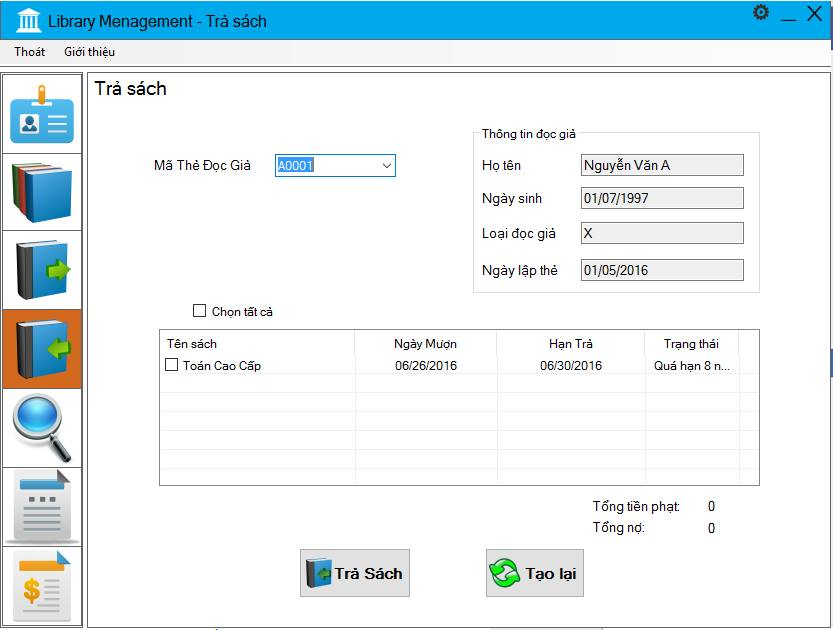 Library Menagement - Trả sách
Thoát Giới thiệu
Trả sách
Mã Thẻ Đọc Giả A0001
Thông tin đọc giả
Họ tên Nguyễn Văn A
Ngày sinh 01/07/1997
Loại đọc giả X
Ngày lập thẻ 01/05/2016
Chọn tất cả
Tên sách Ngày Mượn Hạn Trả Trạng thái
Toán Cao Cấp 06/26/2016 06/30/2016 Quá hạn 8 n...
Tổng tiền phạt: 0
Tổng nợ: 0
Trả Sách Tạo lại